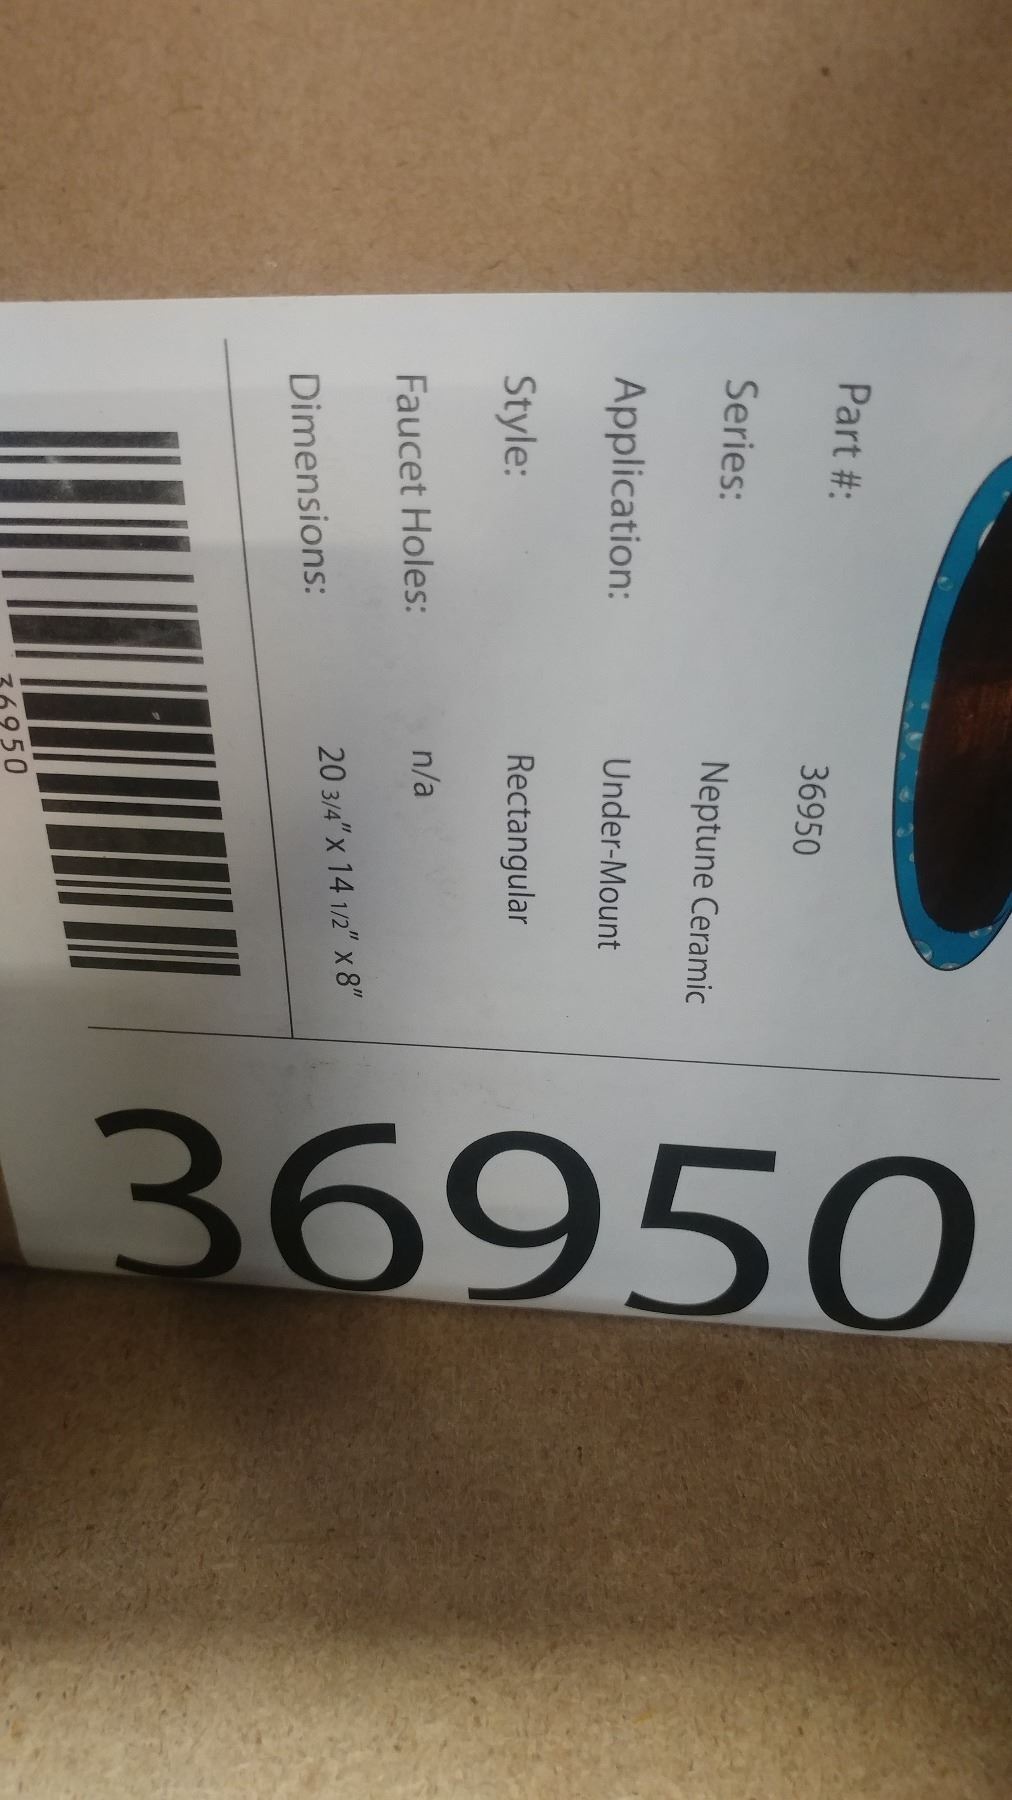 Part #: 36950
Series: Neptune Ceramic
Application: Under-Mount
Style: Rectangular
Faucet Holes: n/a
Dimensions: 20 3/4" x 14 1/2" x 8"
36950
36950